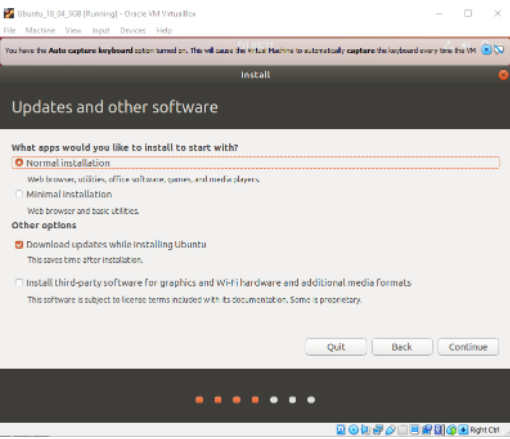 Ubuntu_18_04_3GB [Running] - Oracle VM VirtualBox
File Machine View Input Devices Help
You have the Auto capture keyboard option turned on. This will cause the Virtual Machine to automatically capture the keyboard every time the VM
Install
Updates and other software
What apps would you like to install to start with?
Normal installation
Web browser, utilities, office software, games, and media players.
Minimal installation
Web browser and basic utilities.
Other options
Download updates while installing Ubuntu
This saves time after installation.
Install third-party software for graphics and Wi-Fi hardware and additional media formats
This software is subject to license terms included with its documentation. Some is proprietary.
Quit Back Continue
Right Ctrl